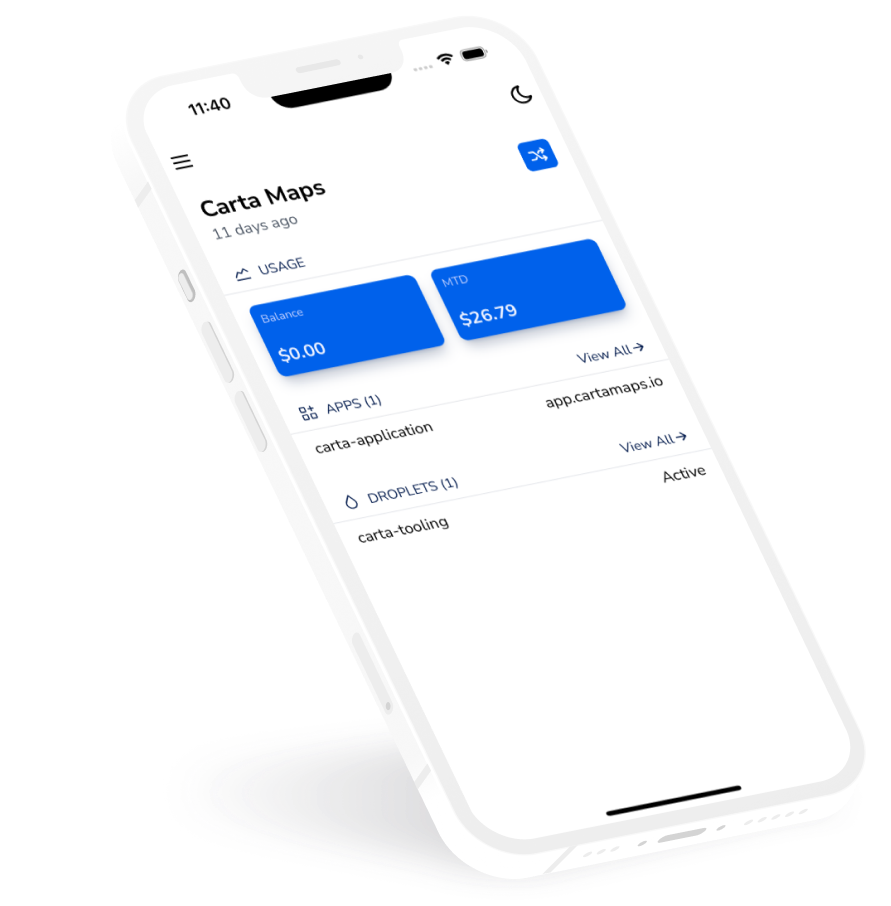 11:40
Carta Maps
11 days ago
USAGE
Balance
$0.00
MTD
$26.79
View All
APPS (1)
carta-application
app.cartamaps.io
View All
DROPLETS (1)
carta-tooling
Active